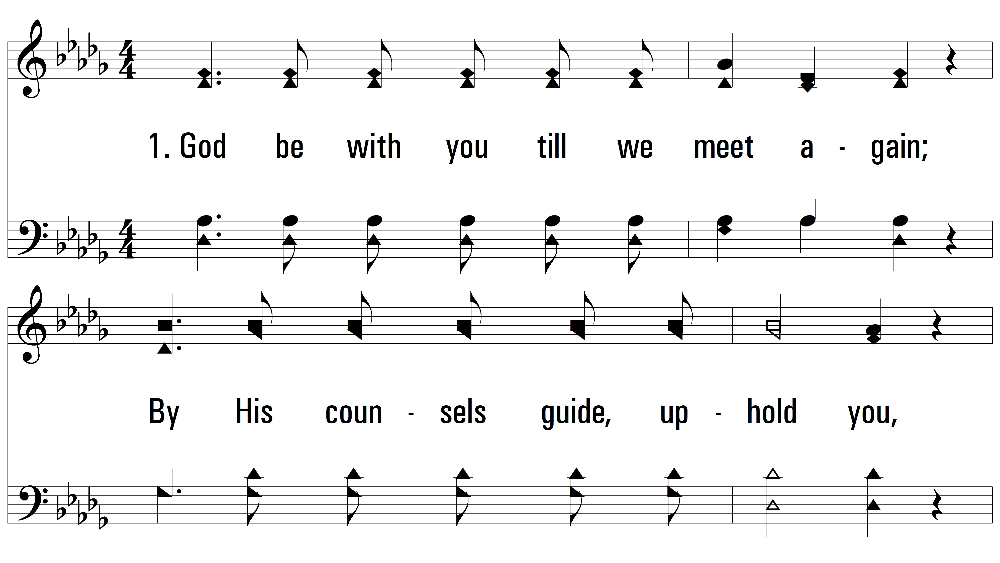 1. God be with you till we meet a - gain;
By His coun - sels guide, up - hold you,